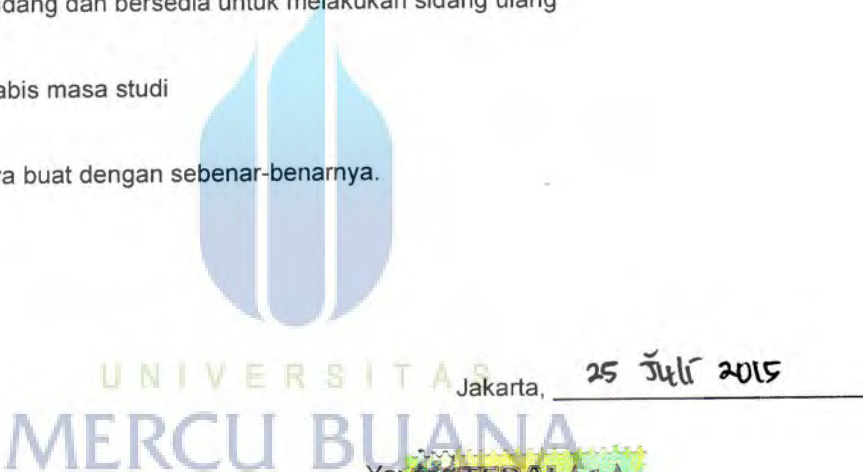 dang dan bersedia untuk melakukan sidang ulang
abis masa studi
a buat dengan sebenar-benarnya.
UNIVERSITAS
Jakarta, 25 Juli 2015
MERCU BUANA